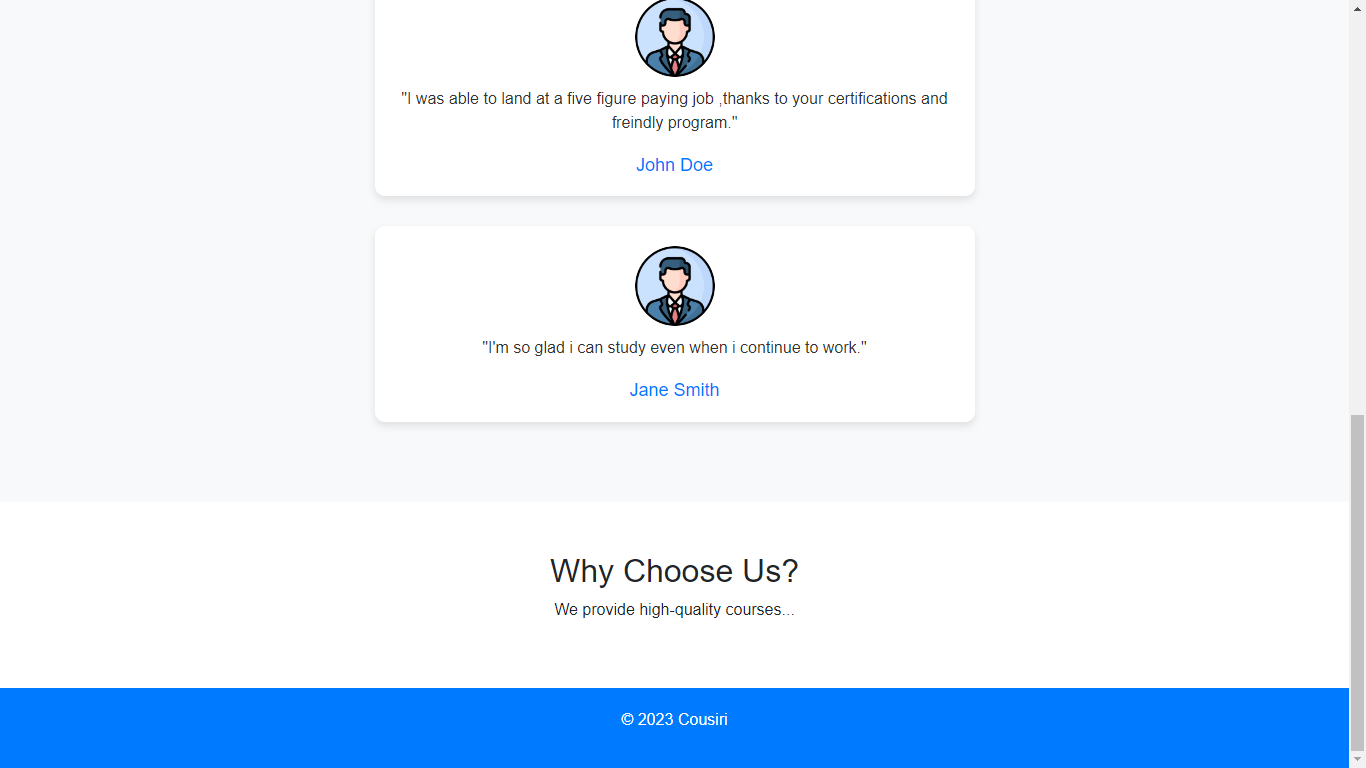 "I was able to land at a five figure paying job ,thanks to your certifications and
freindly program."
John Doe
"I'm so glad i can study even when i continue to work."
Jane Smith
Why Choose Us?
We provide high-quality courses...
© 2023 Cousiri